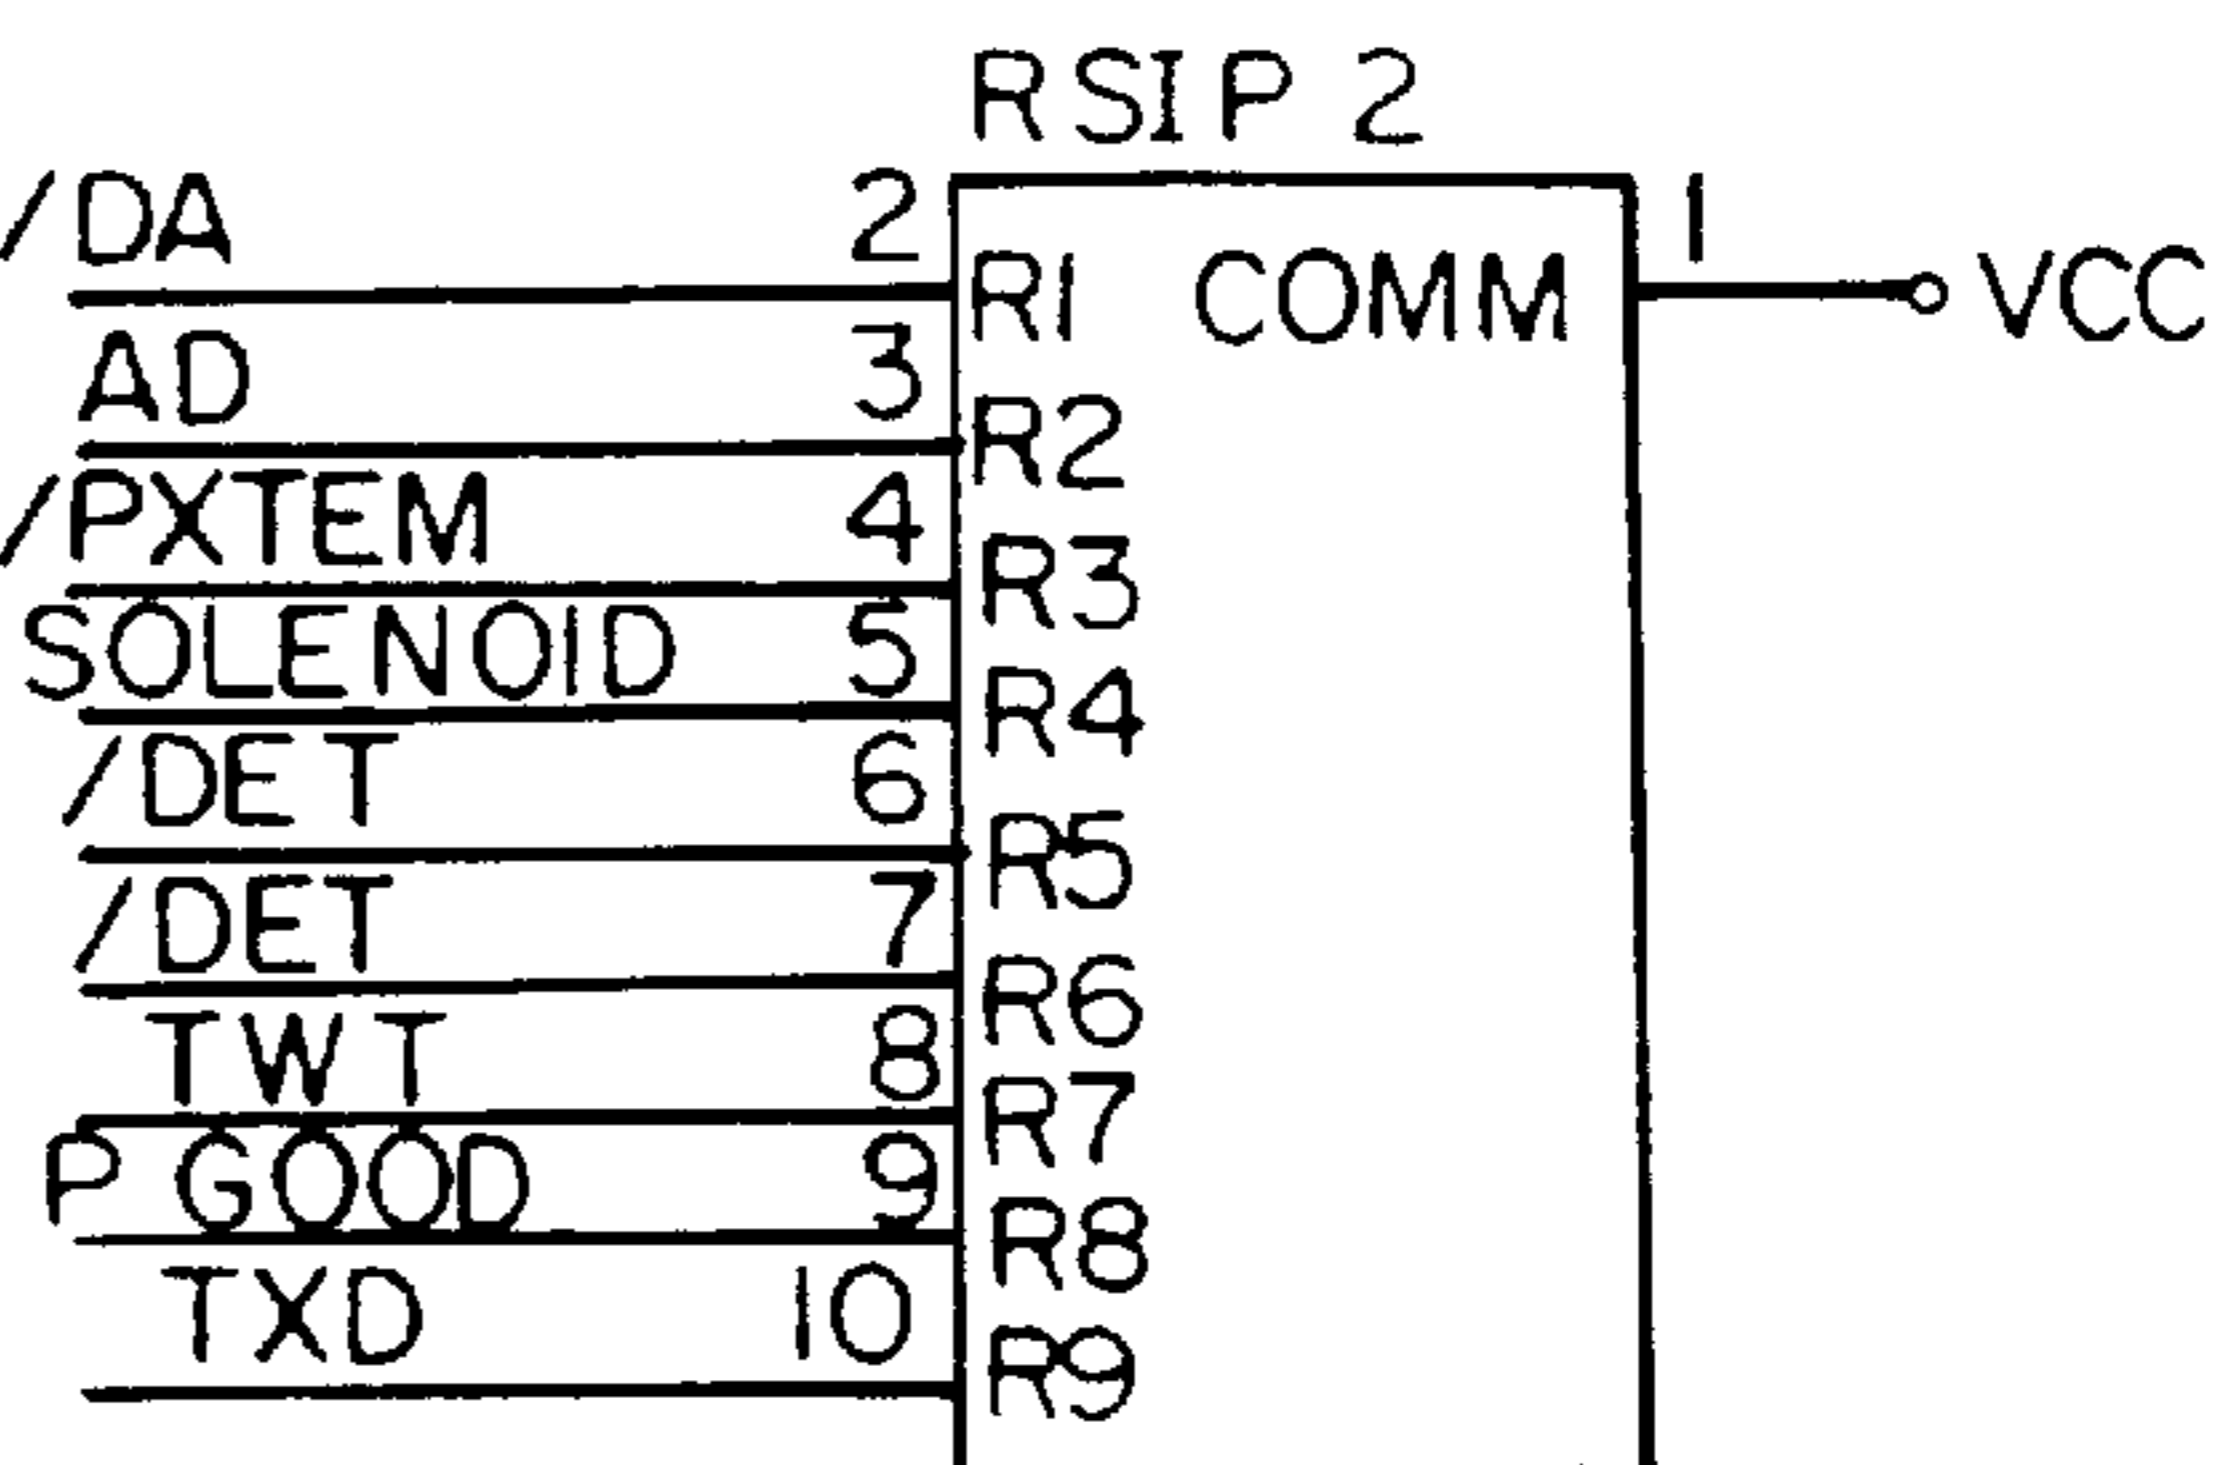 RSIP 2
/DA 2 1
R1 COMM VCC
AD 3
R2
/PXTEM 4
R3
SOLENOID 5
R4
/DET 6
R5
/DET 7
R6
TWT 8
R7
P GOOD 9
R8
TXD 10
R9